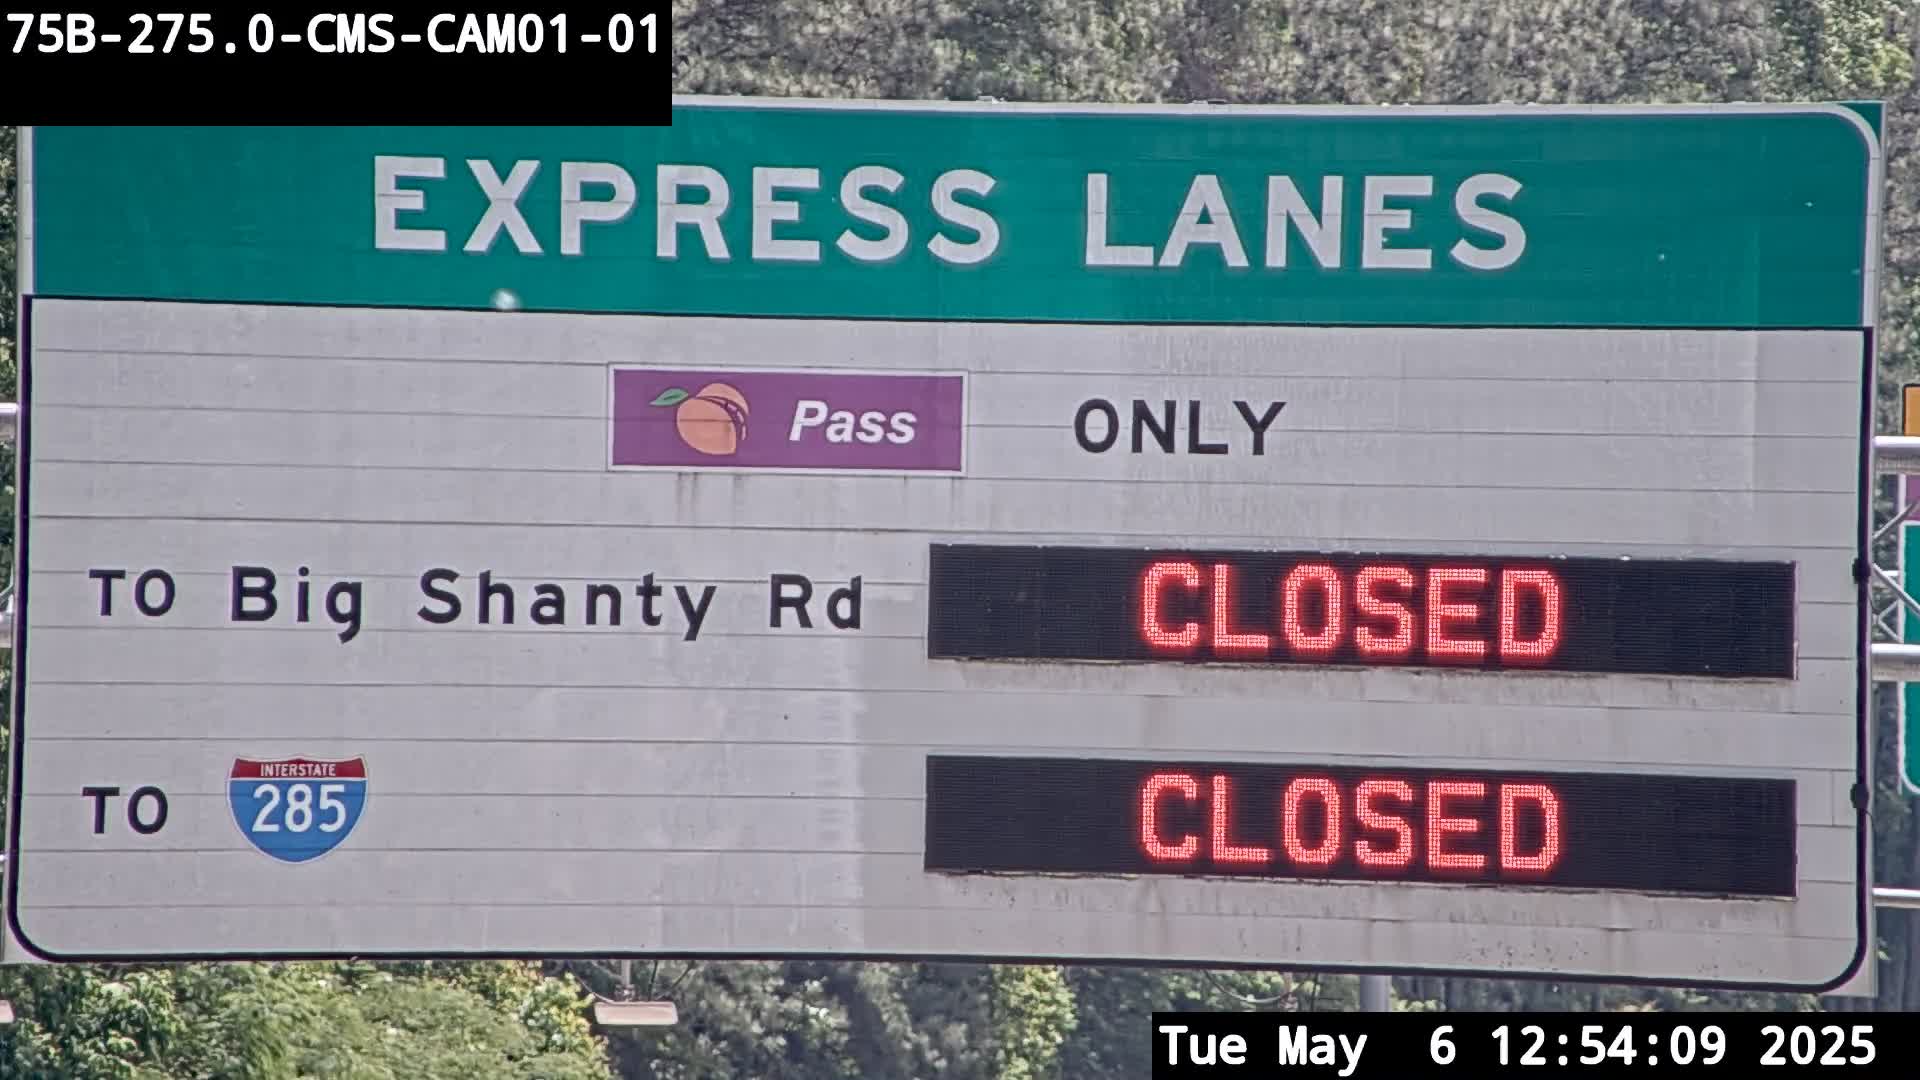 75B-275.0-CMS-CAM01-01
EXPRESS LANES
Pass ONLY
TO Big Shanty Rd CLOSED
INTERSTATE
TO 285 CLOSED
Tue May 6 12:54:09 2025